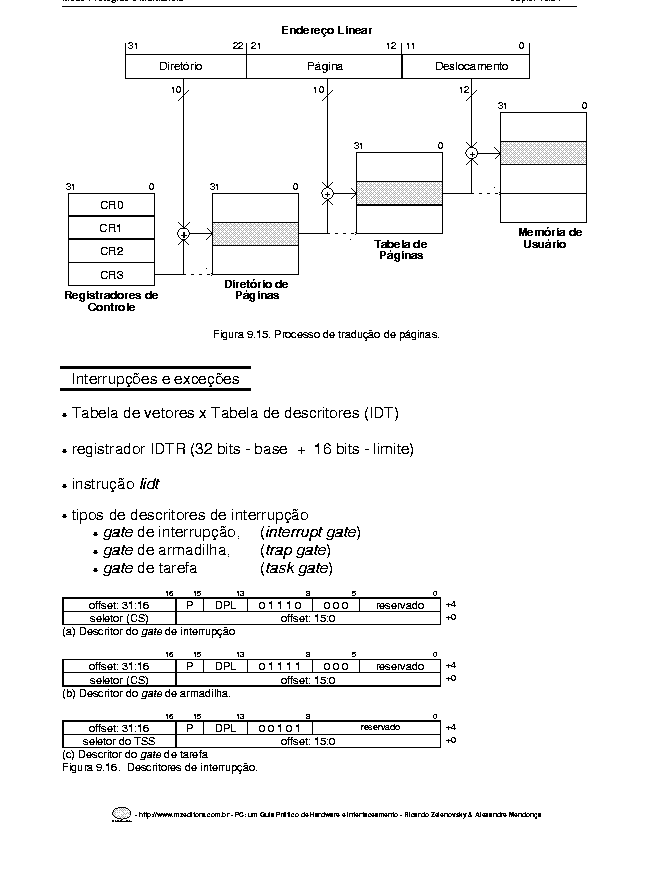 Endereço Linear
31 22 21 12 11 0
Diretório Página Deslocamento
10 10 12
31 0
31 0
+
31 0 31 0
+
CR0
CR1
+
CR2
CR3
Memória de
Usuário
Tabela de
Páginas
Diretório de
Páginas
Registradores de
Controle
Figura 9.15. Processo de tradução de páginas.
Interrupções e exceções
• Tabela de vetores x Tabela de descritores (IDT)
• registrador IDTR (32 bits - base + 16 bits - limite)
• instrução lidt
• tipos de descritores de interrupção
• gate de interrupção, (interrupt gate)
• gate de armadilha, (trap gate)
• gate de tarefa (task gate)
16 15 13 8 5 0
offset: 31:16 P DPL 0 1 1 1 0 0 0 0 reservado +4
seletor (CS) offset: 15:0 +0
(a) Descritor do gate de interrupção
16 15 13 8 5 0
offset: 31:16 P DPL 0 1 1 1 1 0 0 0 reservado +4
seletor (CS) offset: 15:0 +0
(b) Descritor do gate de armadilha.
16 15 13 8 0
offset: 31:16 P DPL 0 0 1 0 1 reservado +4
seletor do TSS offset: 15:0 +0
(c) Descritor do gate de tarefa
Figura 9.16. Descritores de interrupção.
- http://www.mzeditora.com.br - PC: um Guia Prático de Hardware e Interfaceamento - Ricardo Zelenovsky & Alexandre Mendonça